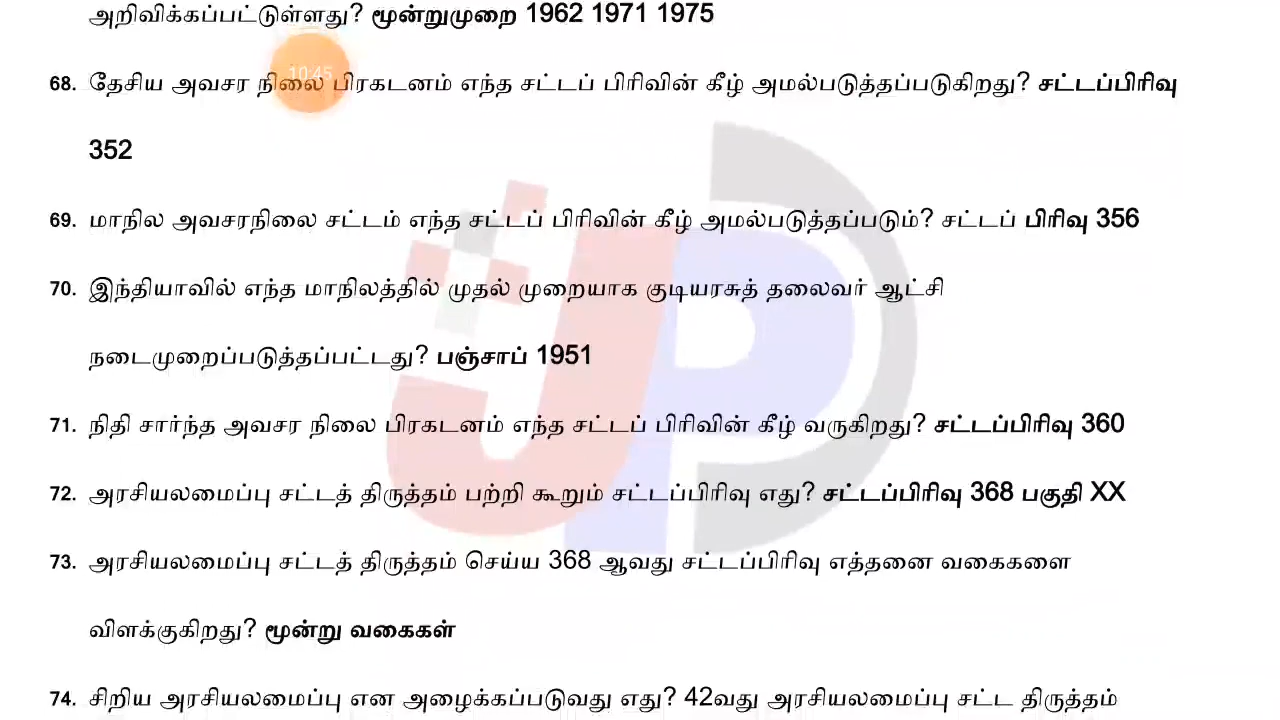 அறிவிக்கப்பட்டுள்ளது? மூன்றுமுறை 1962 1971 1975
10:45
68. தேசிய அவசர நிலை பிரகடனம் எந்த சட்டப் பிரிவின் கீழ் அமல்படுத்தப்படுகிறது? சட்டப்பிரிவு
352
69. மாநில அவசரநிலை சட்டம் எந்த சட்டப் பிரிவின் கீழ் அமல்படுத்தப்படும்? சட்டப் பிரிவு 356
70. இந்தியாவில் எந்த மாநிலத்தில் முதல் முறையாக குடியரசுத் தலைவர் ஆட்சி
நடைமுறைப்படுத்தப்பட்டது? பஞ்சாப் 1951
71. நிதி சார்ந்த அவசர நிலை பிரகடனம் எந்த சட்டப் பிரிவின் கீழ் வருகிறது? சட்டப்பிரிவு 360
72. அரசியலமைப்பு சட்டத் திருத்தம் பற்றி கூறும் சட்டப்பிரிவு எது? சட்டப்பிரிவு 368 பகுதி XX
73. அரசியலமைப்பு சட்டத் திருத்தம் செய்ய 368 ஆவது சட்டப்பிரிவு எத்தனை வகைகளை
விளக்குகிறது? மூன்று வகைகள்
74. சிறிய அரசியலமைப்பு என அழைக்கப்படுவது எது? 42வது அரசியலமைப்பு சட்ட திருத்தம்